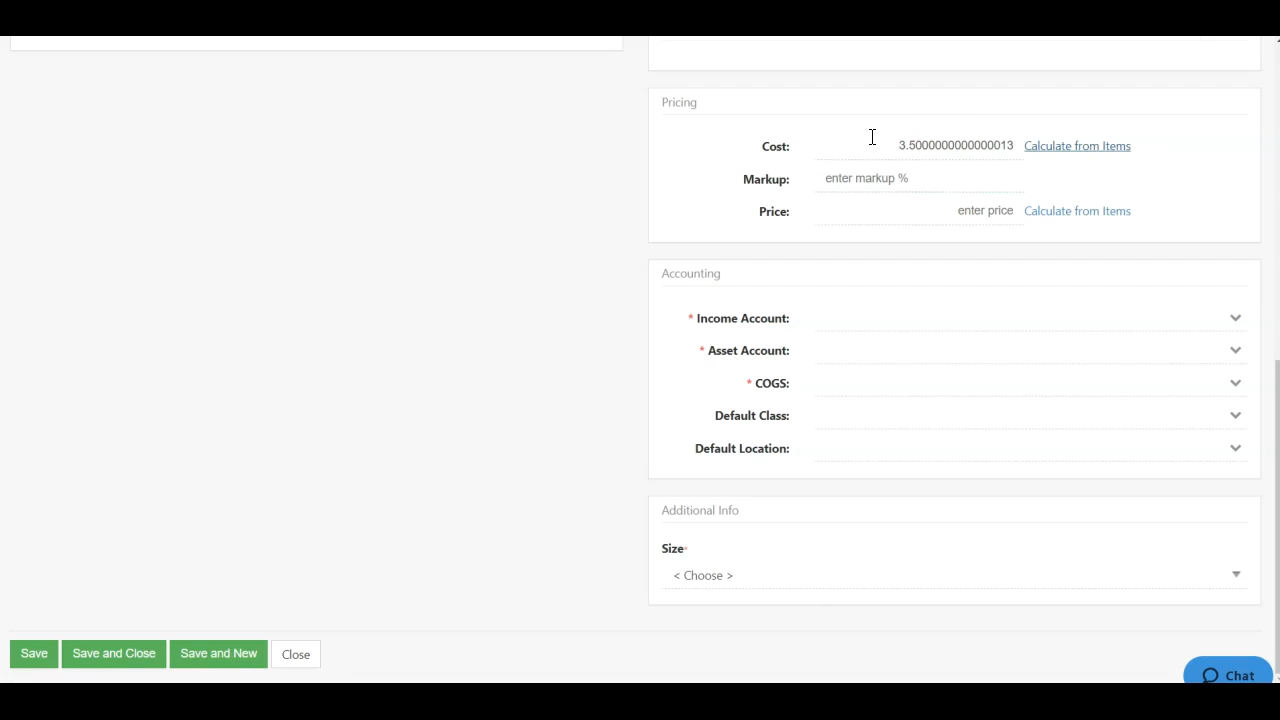 Pricing
Cost: 3.5000000000000013 Calculate from Items
Markup: enter markup %
Price: enter price Calculate from Items
Accounting
* Income Account:
* Asset Account:
* COGS:
Default Class:
Default Location:
Additional Info
Size*
< Choose >
Save Save and Close Save and New Close
Chat